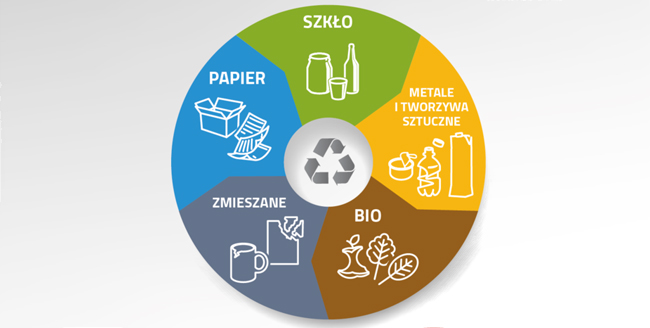 SZKŁO
PAPIER
METALE
I TWORZYWA
SZTUCZNE
ZMIESZANE
BIO